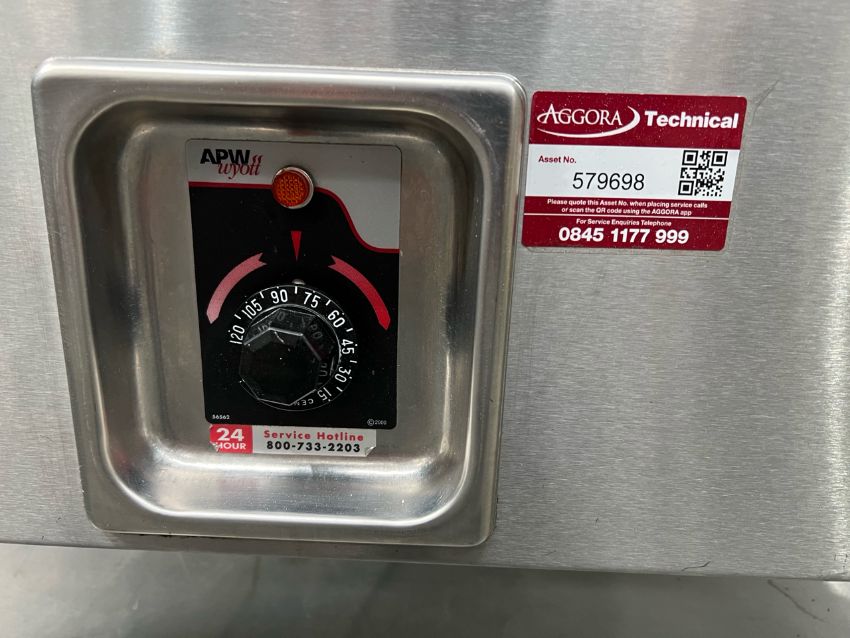 APW
wyott
120 105 90 75 60 45 30 15
56562
©2000
24 HOUR
Service Hotline
800-733-2203
AGGORA Technical
Asset No.
579698
Please quote this Asset No. when placing service calls
or scan the QR code using the AGGORA app
For Service Enquiries Telephone
0845 1177 999